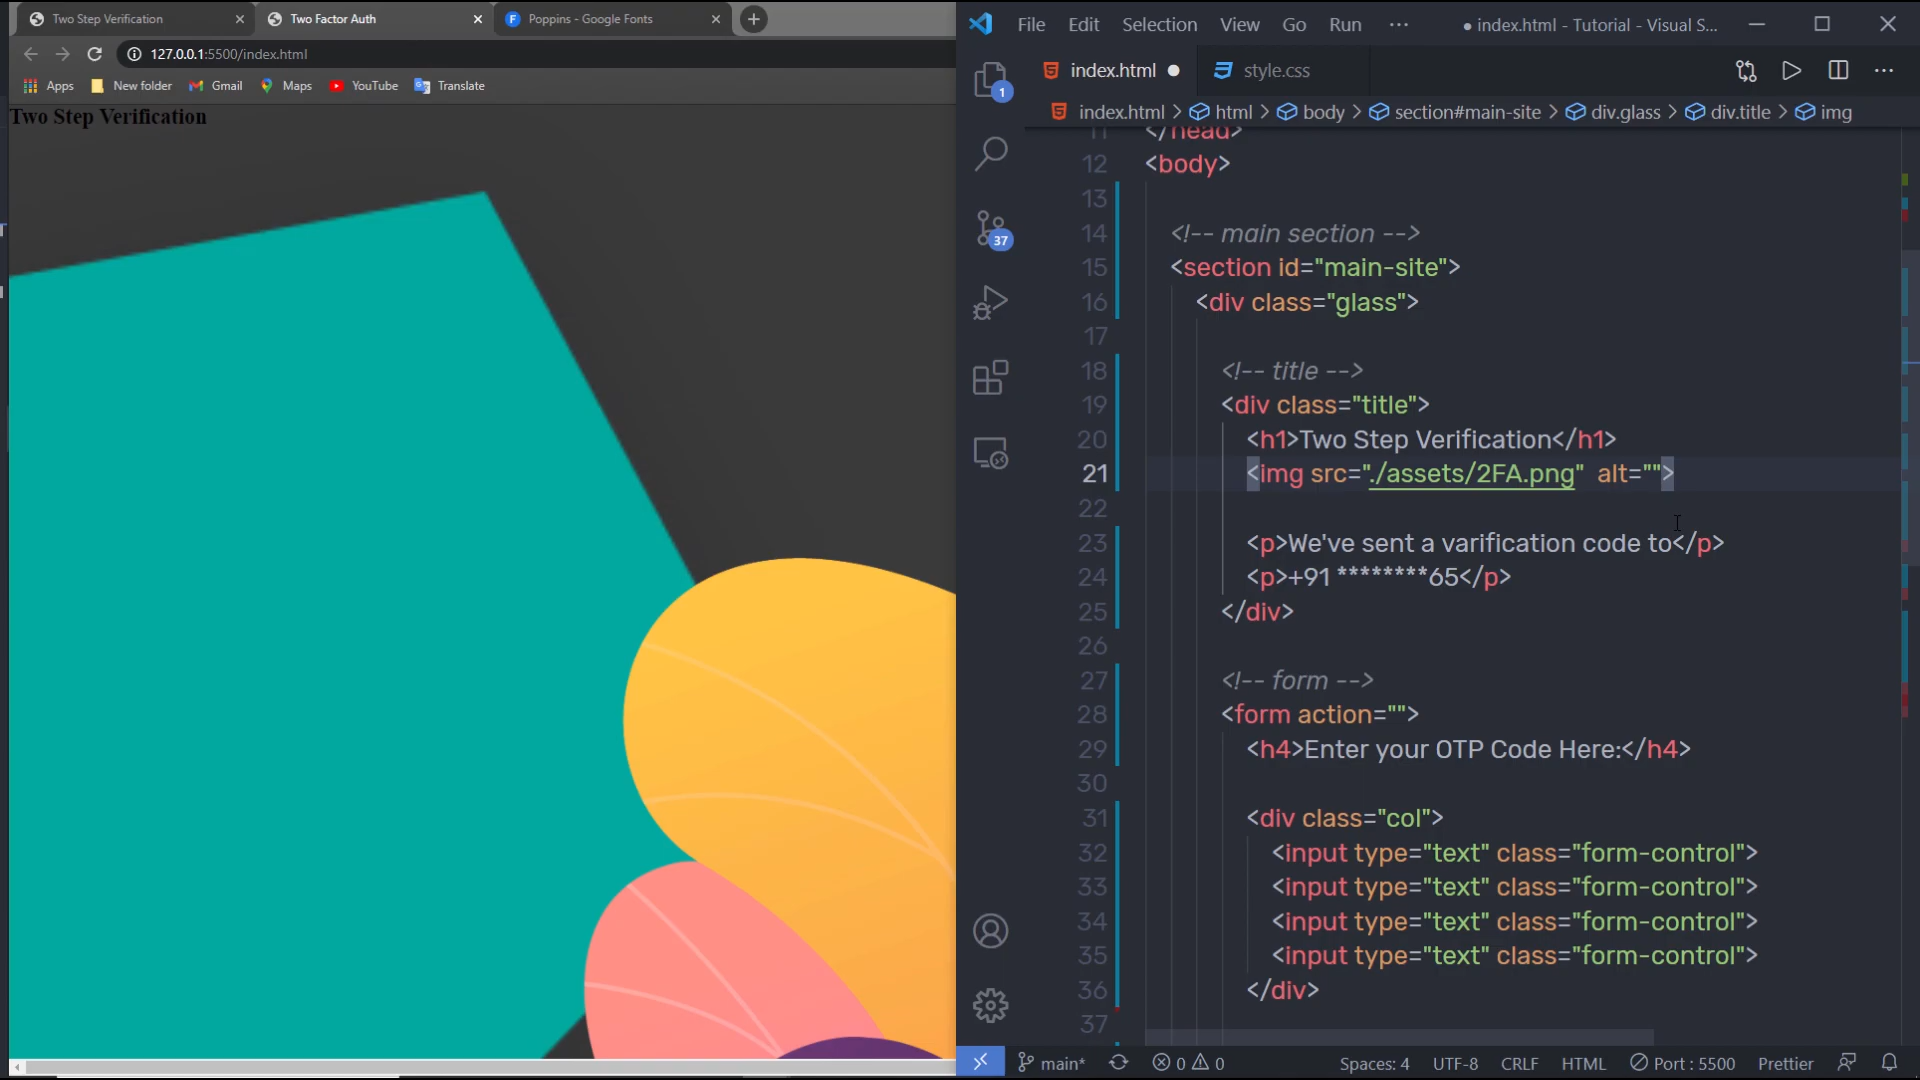 Two Step Verification
Two Factor Auth
Poppins - Google Fonts
127.0.0.1:5500/index.html
Apps
New folder
Gmail
Maps
YouTube
Translate
Two Step Verification
File Edit Selection View Go Run ···
● index.html - Tutorial - Visual S...
index.html
style.css
index.html > html > body > section#main-site > div.glass > div.title > img
1
37
11 </head>
12 <body>
13
14 <!-- main section -->
15 <section id="main-site">
16 <div class="glass">
17
18 <!-- title -->
19 <div class="title">
20 <h1>Two Step Verification</h1>
21 <img src="./assets/2FA.png"  alt="">
22
23 <p>We've sent a varification code to</p>
24 <p>+91 ********65</p>
25 </div>
26
27 <!-- form -->
28 <form action="">
29 <h4>Enter your OTP Code Here:</h4>
30
31 <div class="col">
32 <input type="text" class="form-control">
33 <input type="text" class="form-control">
34 <input type="text" class="form-control">
35 <input type="text" class="form-control">
36 </div>
37
main* 0 0 Spaces: 4 UTF-8 CRLF HTML Port : 5500 Prettier